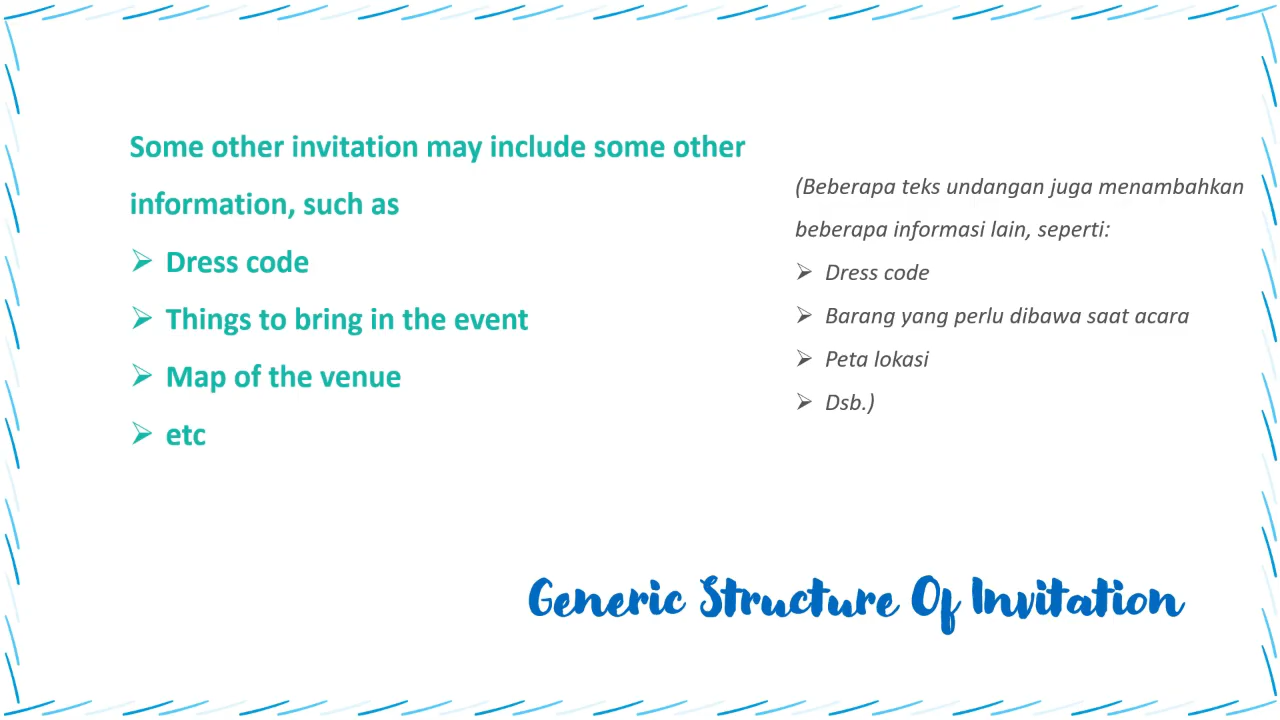 Some other invitation may include some other
information, such as
➢ Dress code
➢ Things to bring in the event
➢ Map of the venue
➢ etc
(Beberapa teks undangan juga menambahkan
beberapa informasi lain, seperti:
➢ Dress code
➢ Barang yang perlu dibawa saat acara
➢ Peta lokasi
➢ Dsb.)
Generic Structure Of Invitation